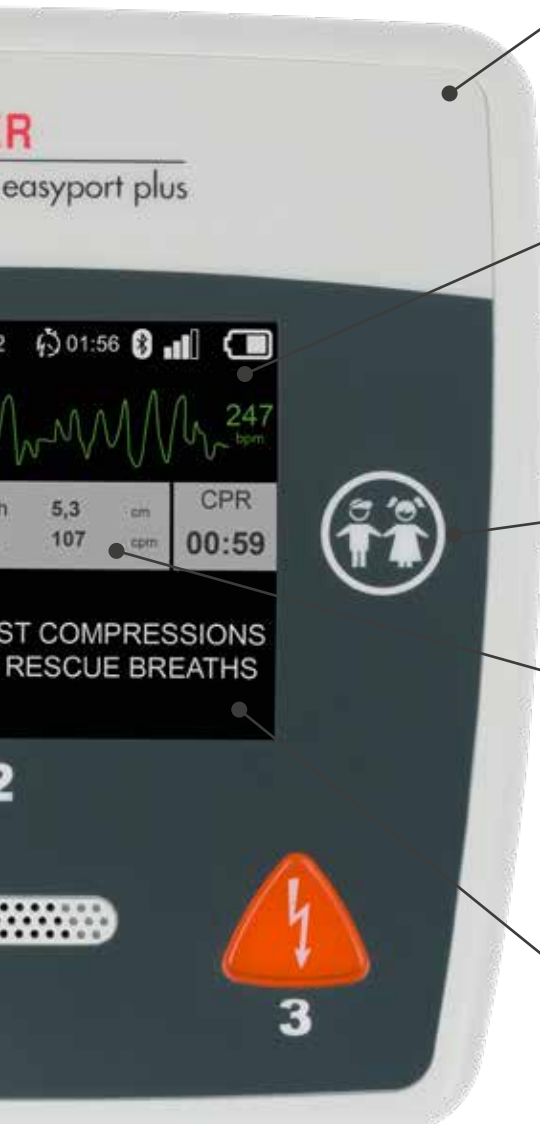 ER
easyport plus
2 01:56
247
bpm
h 5,3 cm
107 cpm
CPR
00:59
ST COMPRESSIONS
RESCUE BREATHS
2
3